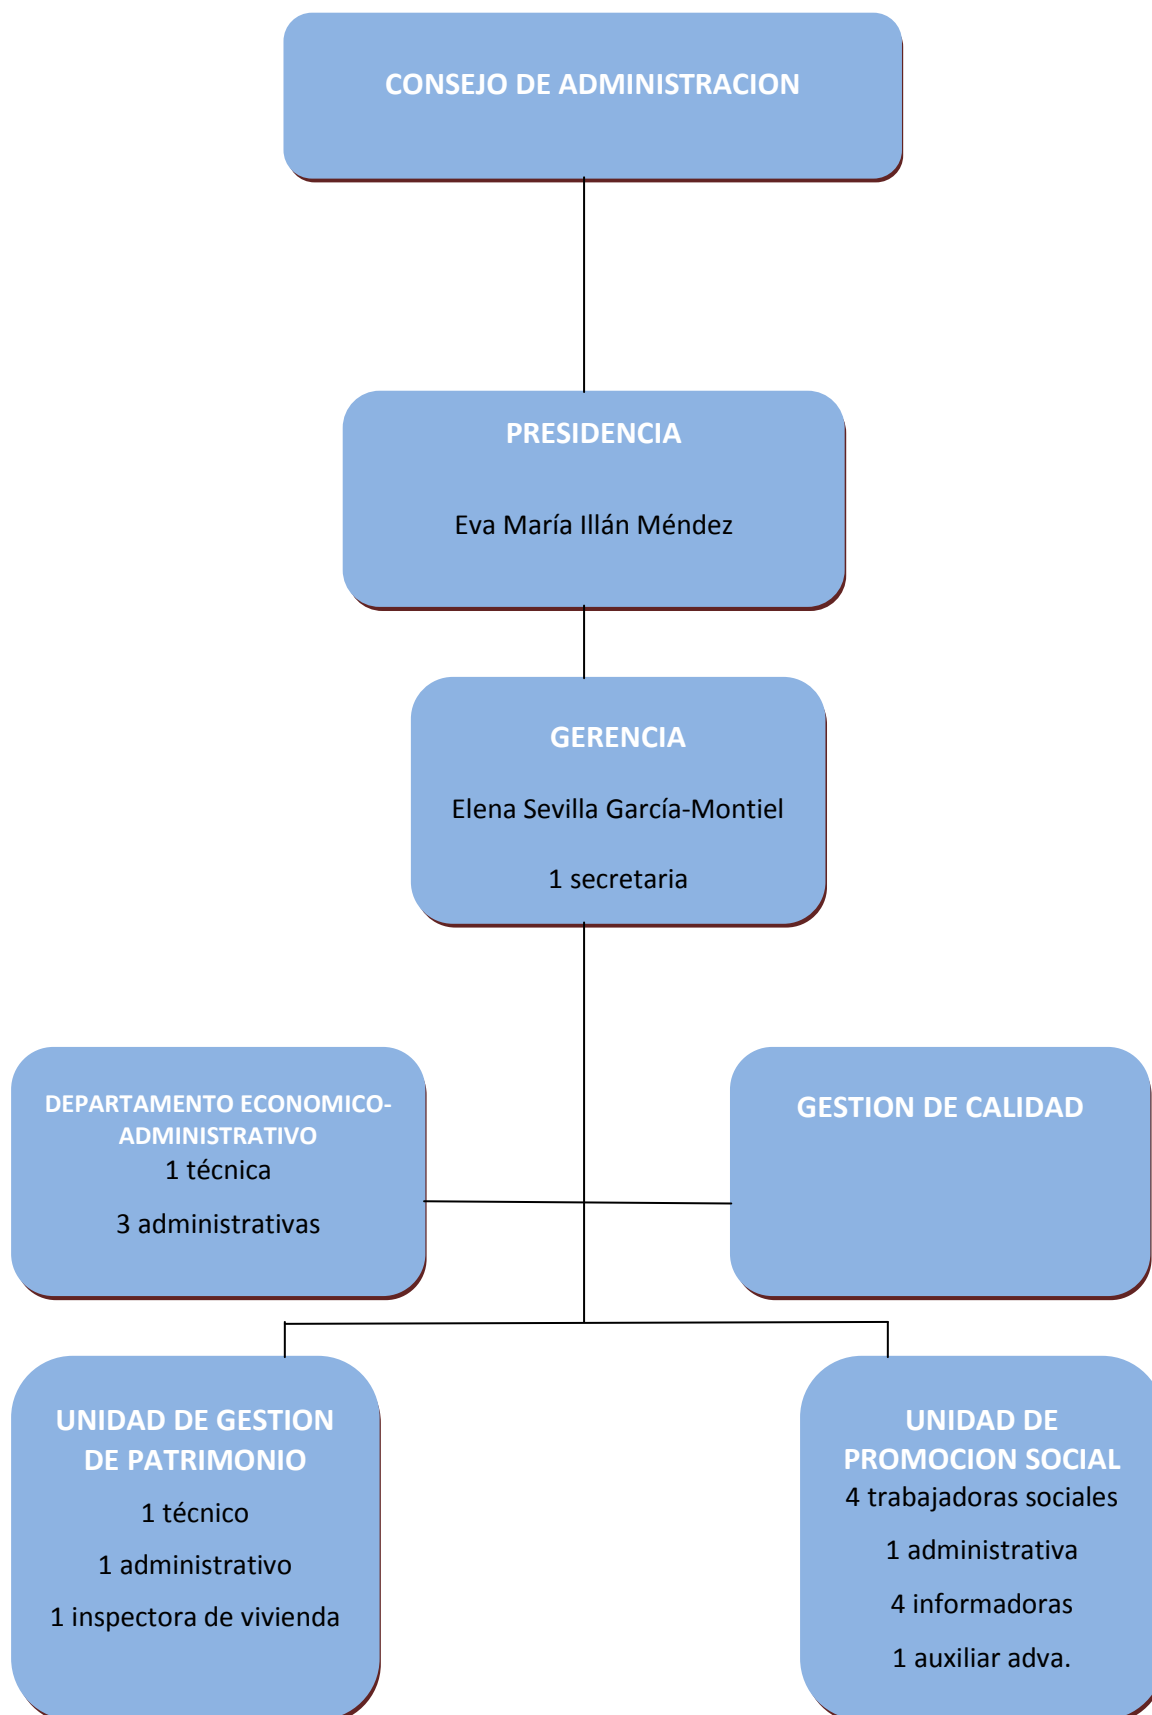 CONSEJO DE ADMINISTRACION
PRESIDENCIA
Eva María Illán Méndez
GERENCIA
Elena Sevilla García-Montiel
1 secretaria
DEPARTAMENTO ECONOMICO-
ADMINISTRATIVO
1 técnica
3 administrativas
GESTION DE CALIDAD
UNIDAD DE GESTION
DE PATRIMONIO
1 técnico
1 administrativo
1 inspectora de vivienda
UNIDAD DE
PROMOCION SOCIAL
4 trabajadoras sociales
1 administrativa
4 informadoras
1 auxiliar adva.